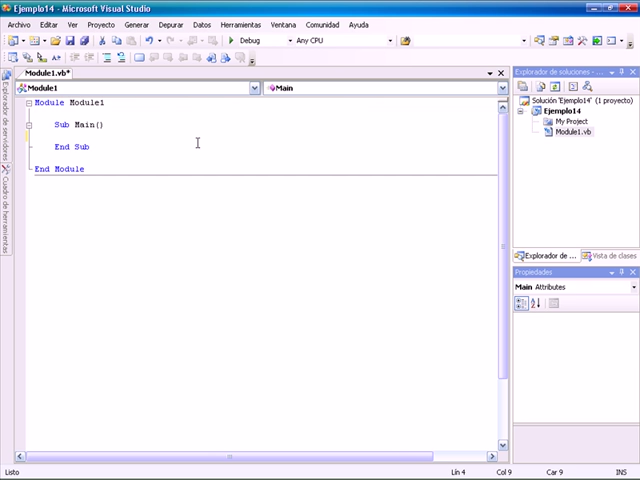 Ejemplo14 - Microsoft Visual Studio
Archivo Editar Ver Proyecto Generar Depurar Datos Herramientas Ventana Comunidad Ayuda
Debug Any CPU
Module1.vb*
Module1 Main
Module Module1
Sub Main()
End Sub
End Module
Explorador de servidores
Cuadro de herramientas
Explorador de soluciones - ...
Solución 'Ejemplo14' (1 proyecto)
Ejemplo14
My Project
Module1.vb
Explorador de ... Vista de clases
Propiedades
Main Attributes
Listo Lín 4 Col 9 Car 9 INS